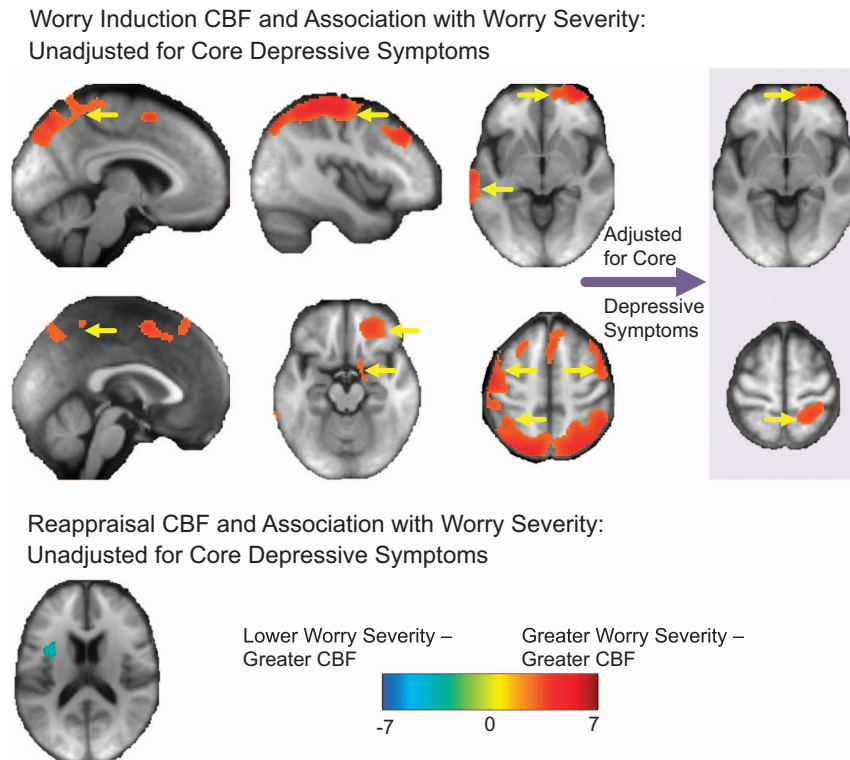 Worry Induction CBF and Association with Worry Severity:
Unadjusted for Core Depressive Symptoms
Adjusted
for Core
Depressive
Symptoms
Reappraisal CBF and Association with Worry Severity:
Unadjusted for Core Depressive Symptoms
Lower Worry Severity –
Greater CBF
Greater Worry Severity –
Greater CBF
-7
0
7